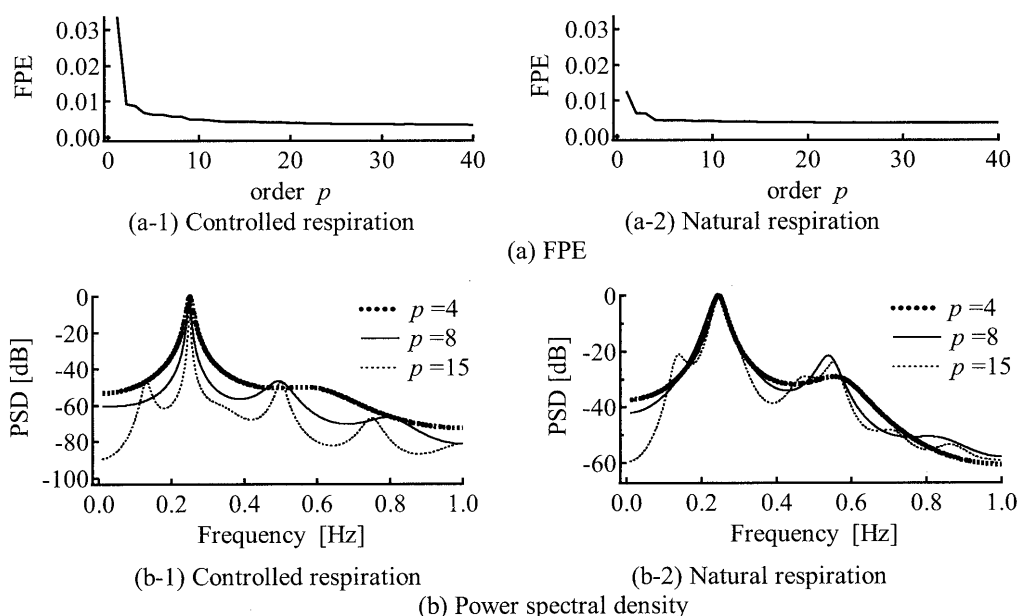 FPE
0.03
0.02
0.01
0.00
0 10 20 30 40
order p
(a-1) Controlled respiration
FPE
0.03
0.02
0.01
0.00
0 10 20 30 40
order p
(a-2) Natural respiration
(a) FPE
PSD [dB]
0
-20
-40
-60
-80
-100
p =4
p =8
p =15
0.0 0.2 0.4 0.6 0.8 1.0
Frequency [Hz]
(b-1) Controlled respiration
PSD [dB]
0
-20
-40
-60
p =4
p =8
p =15
0.0 0.2 0.4 0.6 0.8 1.0
Frequency [Hz]
(b-2) Natural respiration
(b) Power spectral density